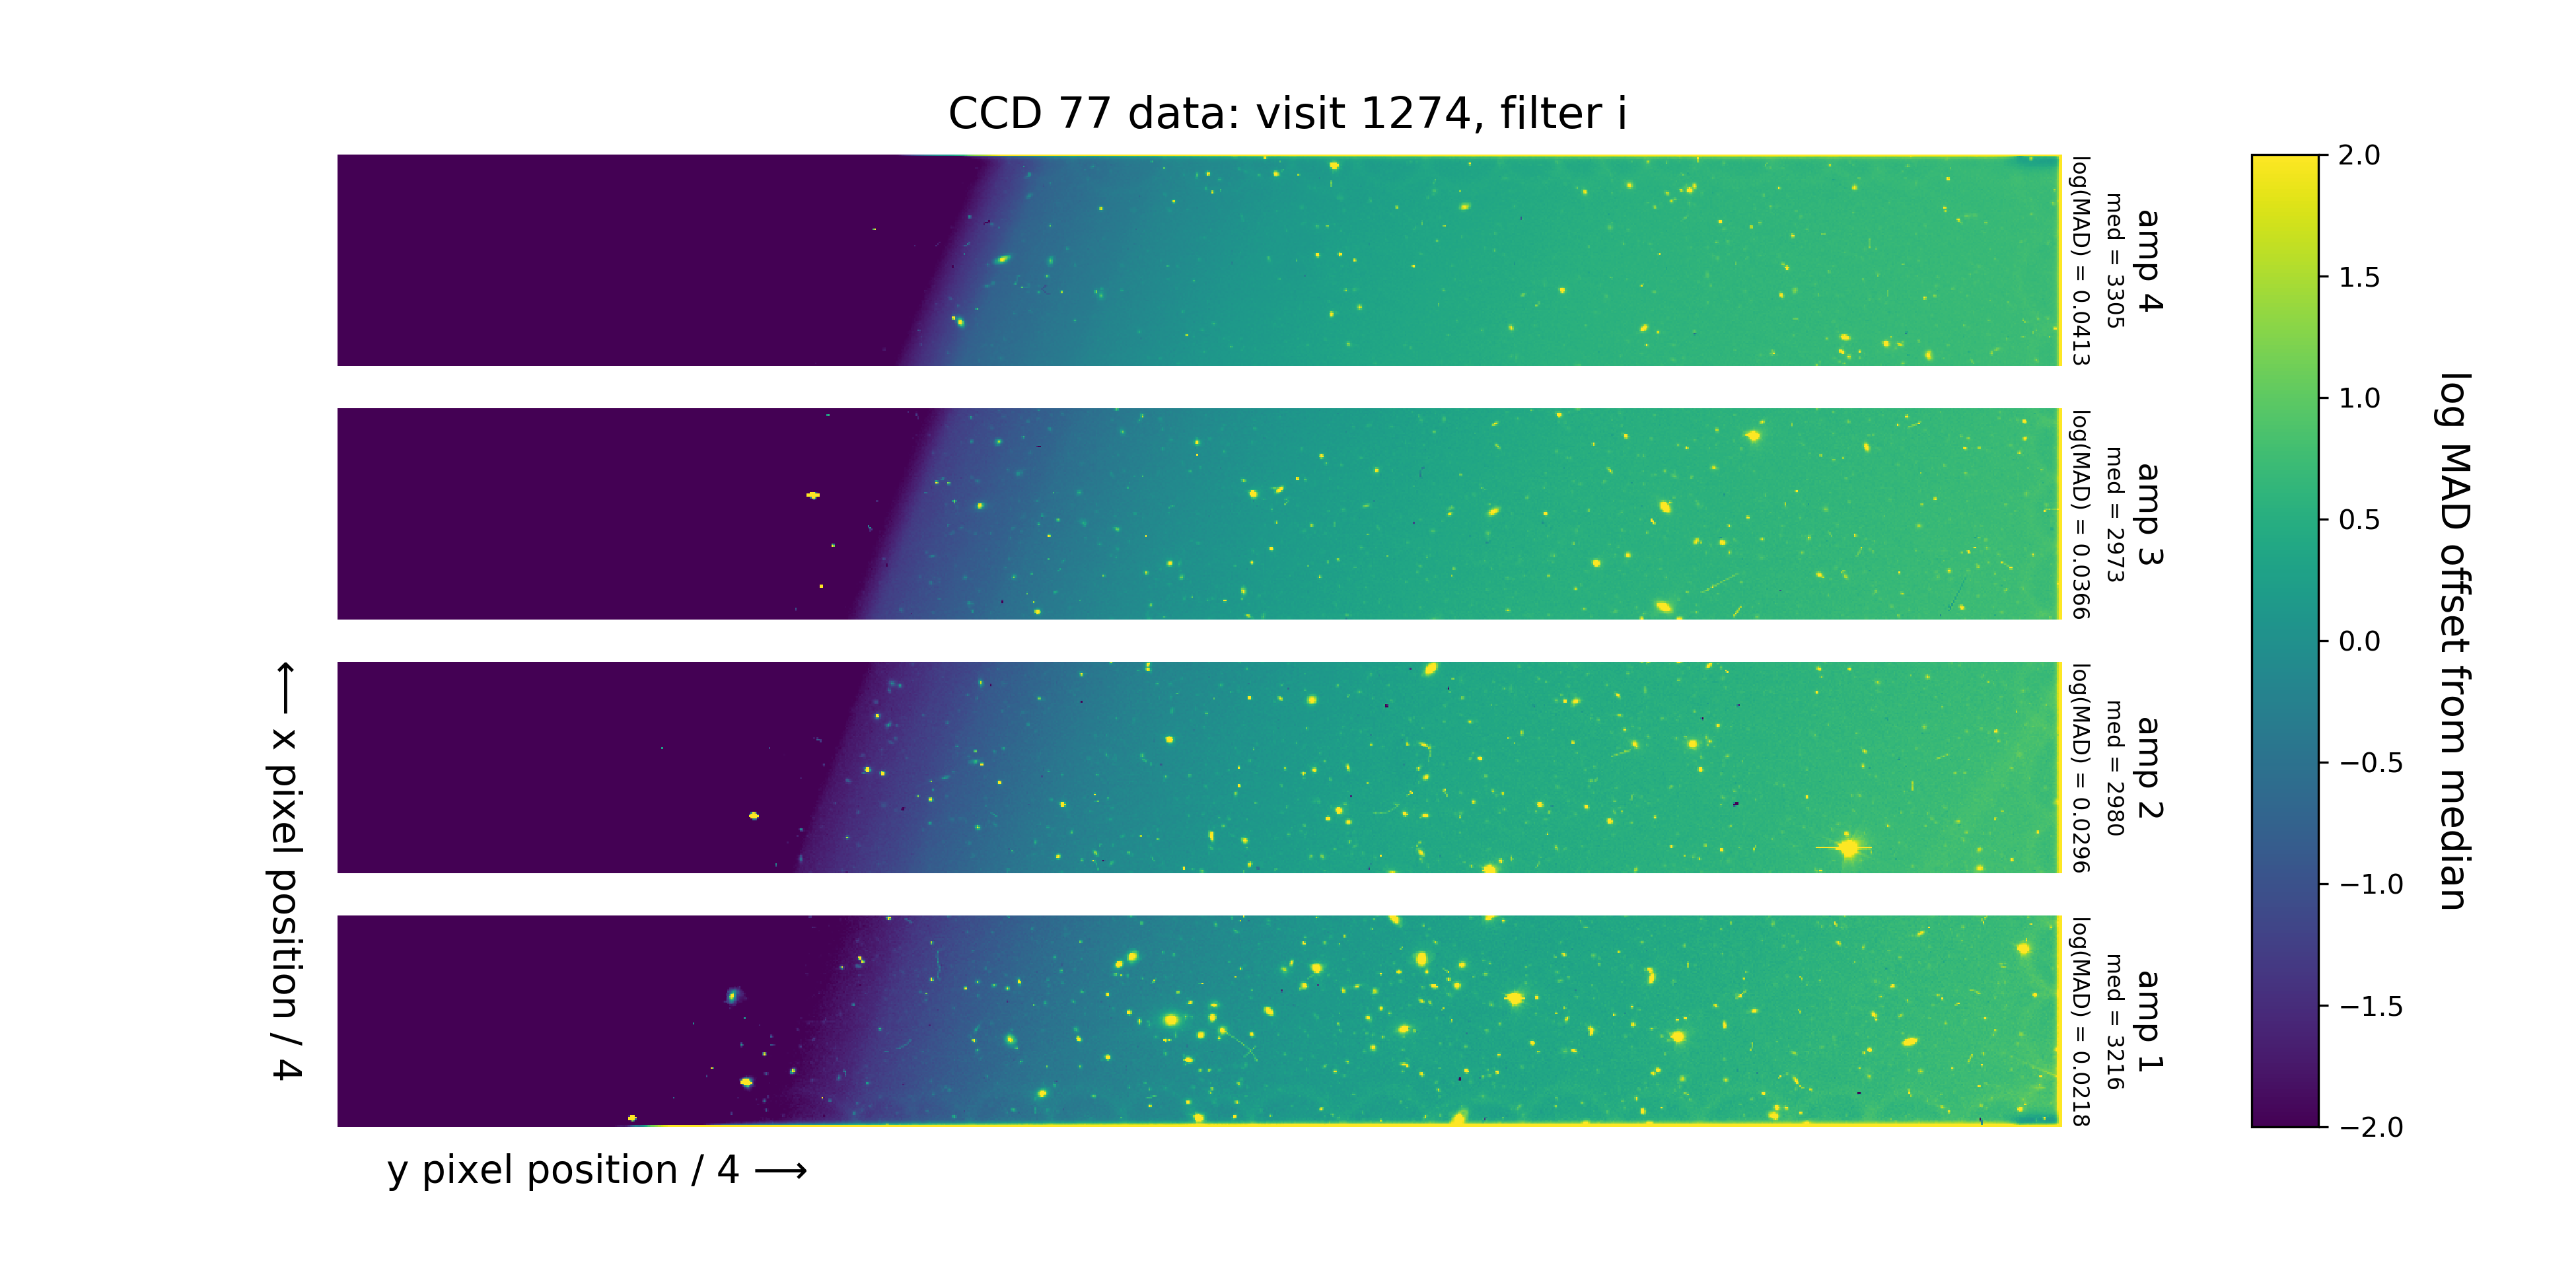 CCD 77 data: visit 1274, filter i
amp 4
med = 3305
log(MAD) = 0.0413
amp 3
med = 2973
log(MAD) = 0.0366
amp 2
med = 2980
log(MAD) = 0.0296
amp 1
med = 3216
log(MAD) = 0.0218
⟵ x pixel position / 4
y pixel position / 4 ⟶
2.0
1.5
1.0
0.5
0.0
−0.5
−1.0
−1.5
−2.0
log MAD offset from median